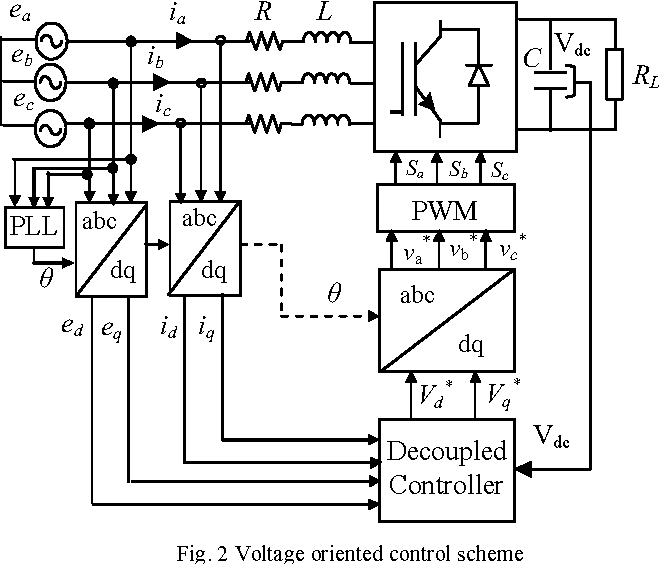 e_a i_a R L
e_b i_b
e_c i_c
V_dc
C
R_L
S_a S_b S_c
PWM
v_a* v_b* v_c*
PLL
θ
abc
dq
abc
dq
θ
abc
dq
e_d e_q i_d i_q
V_d* V_q*
V_dc
Decoupled
Controller
Fig. 2 Voltage oriented control scheme